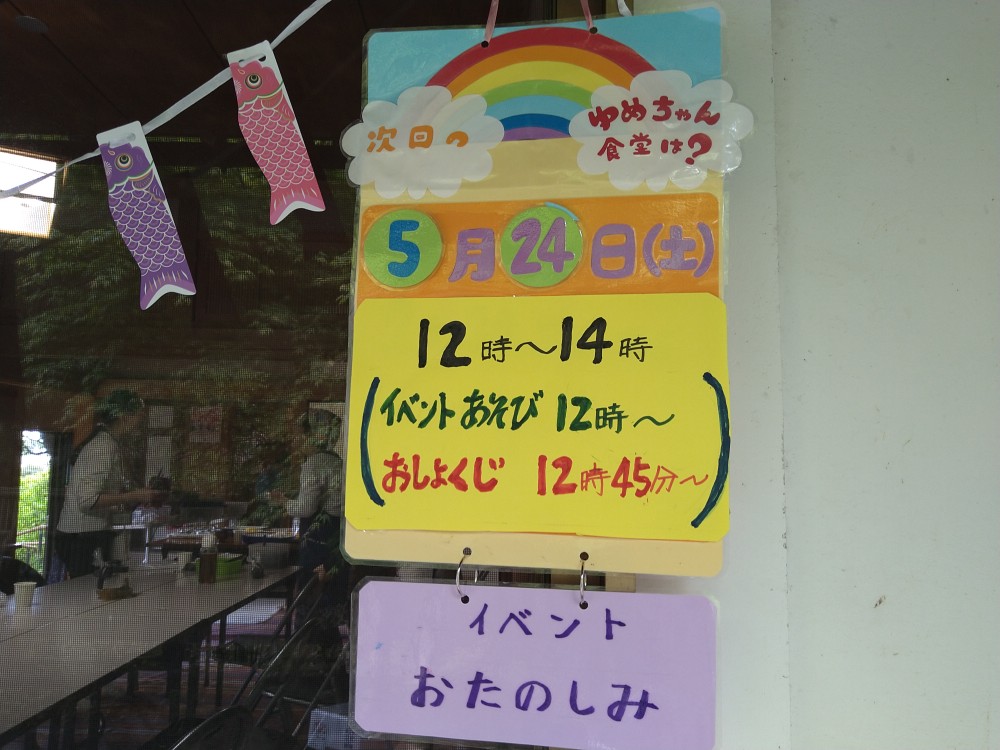 次回の
ゆめちゃん
食堂は?
5月24日(土)
12時〜14時
(イベントあそび 12時〜
おしょくじ 12時45分〜)
イベント
おたのしみ